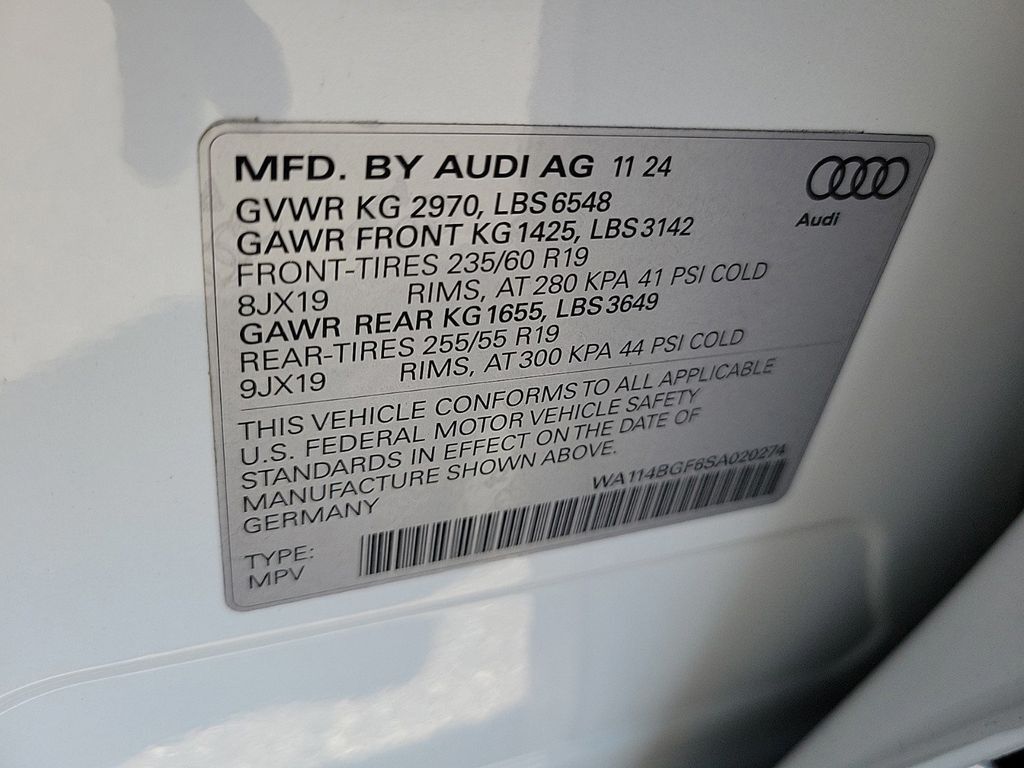 MFD. BY AUDI AG 11 24
Audi
GVWR KG 2970, LBS 6548
GAWR FRONT KG 1425, LBS 3142
FRONT-TIRES 235/60 R19
8JX19 RIMS, AT 280 KPA 41 PSI COLD
GAWR REAR KG 1655, LBS 3649
REAR-TIRES 255/55 R19
9JX19 RIMS, AT 300 KPA 44 PSI COLD
THIS VEHICLE CONFORMS TO ALL APPLICABLE
U.S. FEDERAL MOTOR VEHICLE SAFETY
STANDARDS IN EFFECT ON THE DATE OF
MANUFACTURE SHOWN ABOVE.
GERMANY
WA114BGF8SA020274
TYPE:
MPV